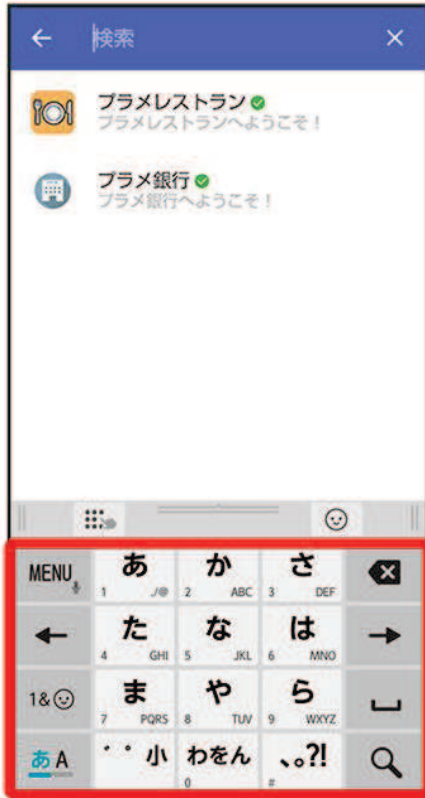 検索
プラメレストラン
プラメレストランへようこそ！
プラメ銀行
プラメ銀行へようこそ！
MENU あ 1 ./@ か 2 ABC さ 3 DEF
た 4 GHI な 5 JKL は 6 MNO
1& ま 7 PQRS や 8 TUV ら 9 WXYZ
あA ゛゜小 わをん 0 、。?! #